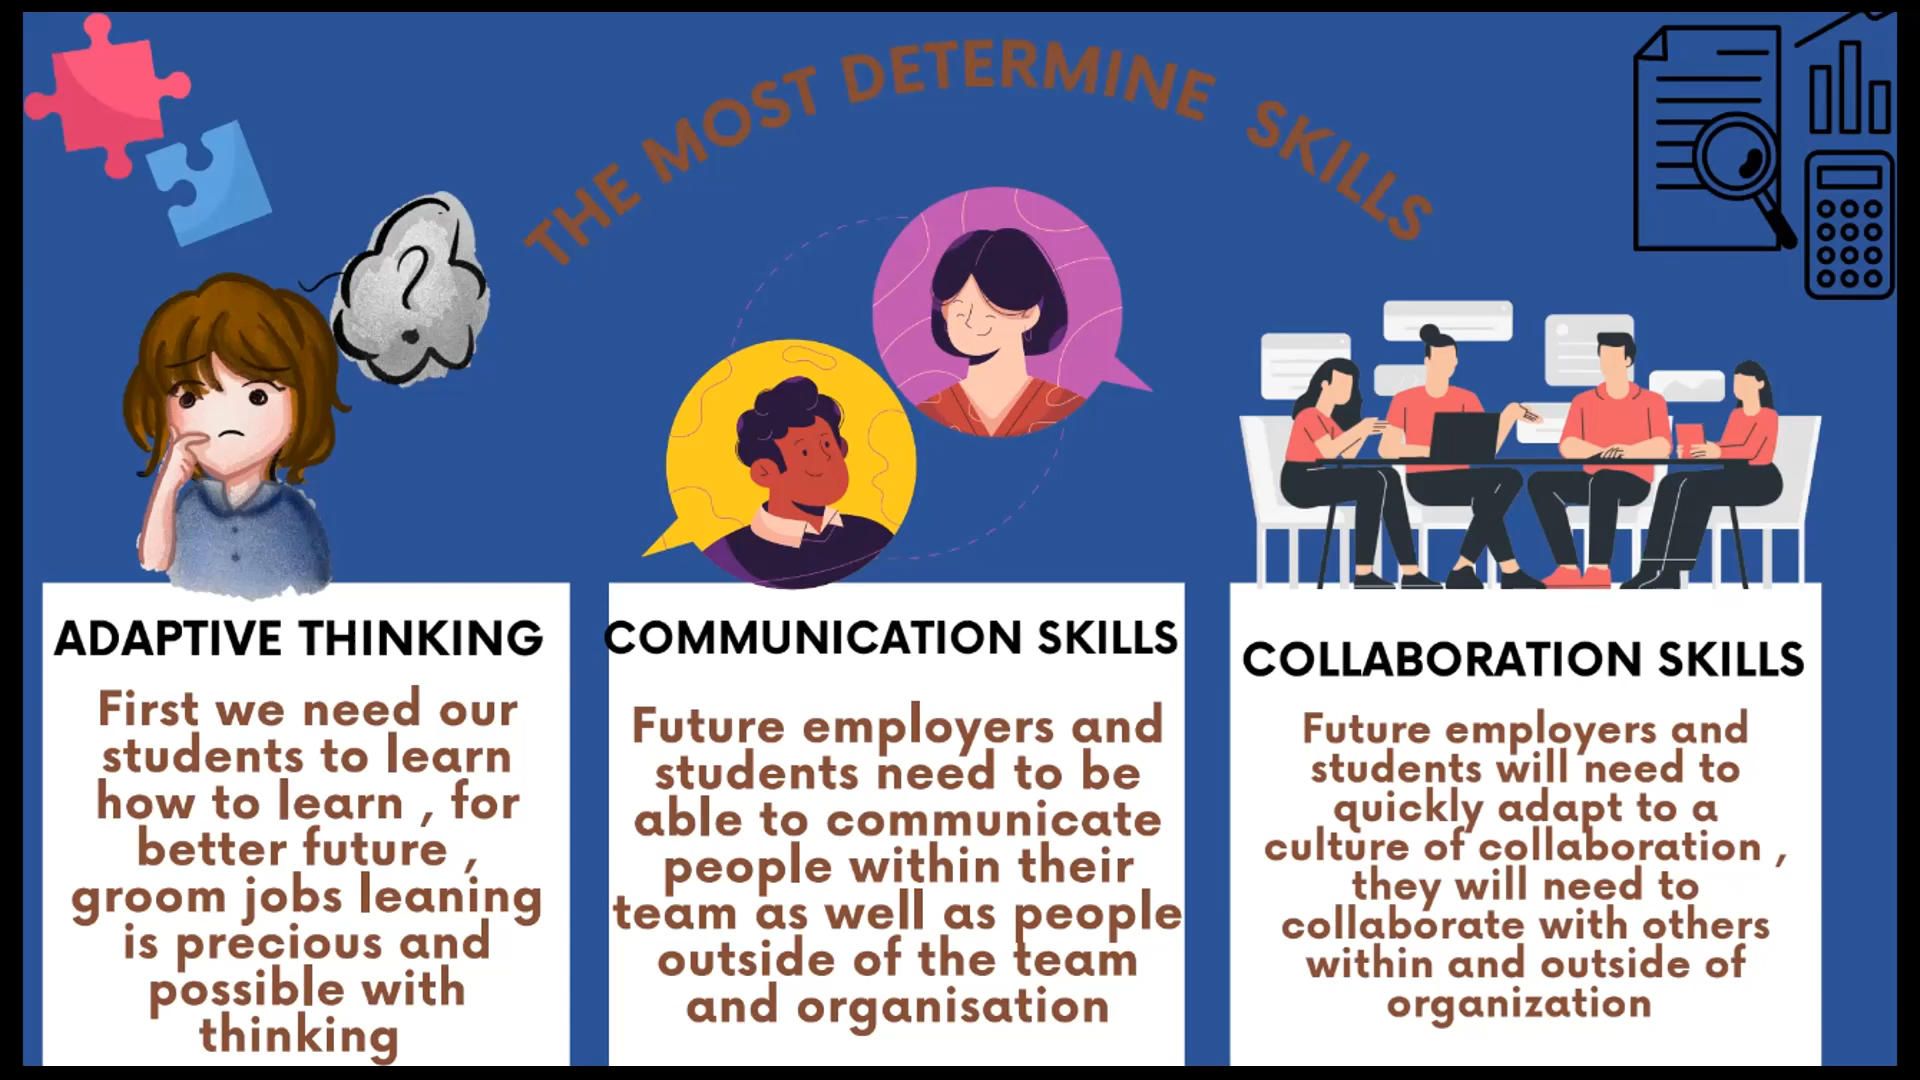 THE MOST DETERMINE SKILLS
?
ADAPTIVE THINKING
First we need our
students to learn
how to learn , for
better future ,
groom jobs leaning
is precious and
possible with
thinking
COMMUNICATION SKILLS
Future employers and
students need to be
able to communicate
people within their
team as well as people
outside of the team
and organisation
COLLABORATION SKILLS
Future employers and
students will need to
quickly adapt to a
culture of collaboration ,
they will need to
collaborate with others
within and outside of
organization